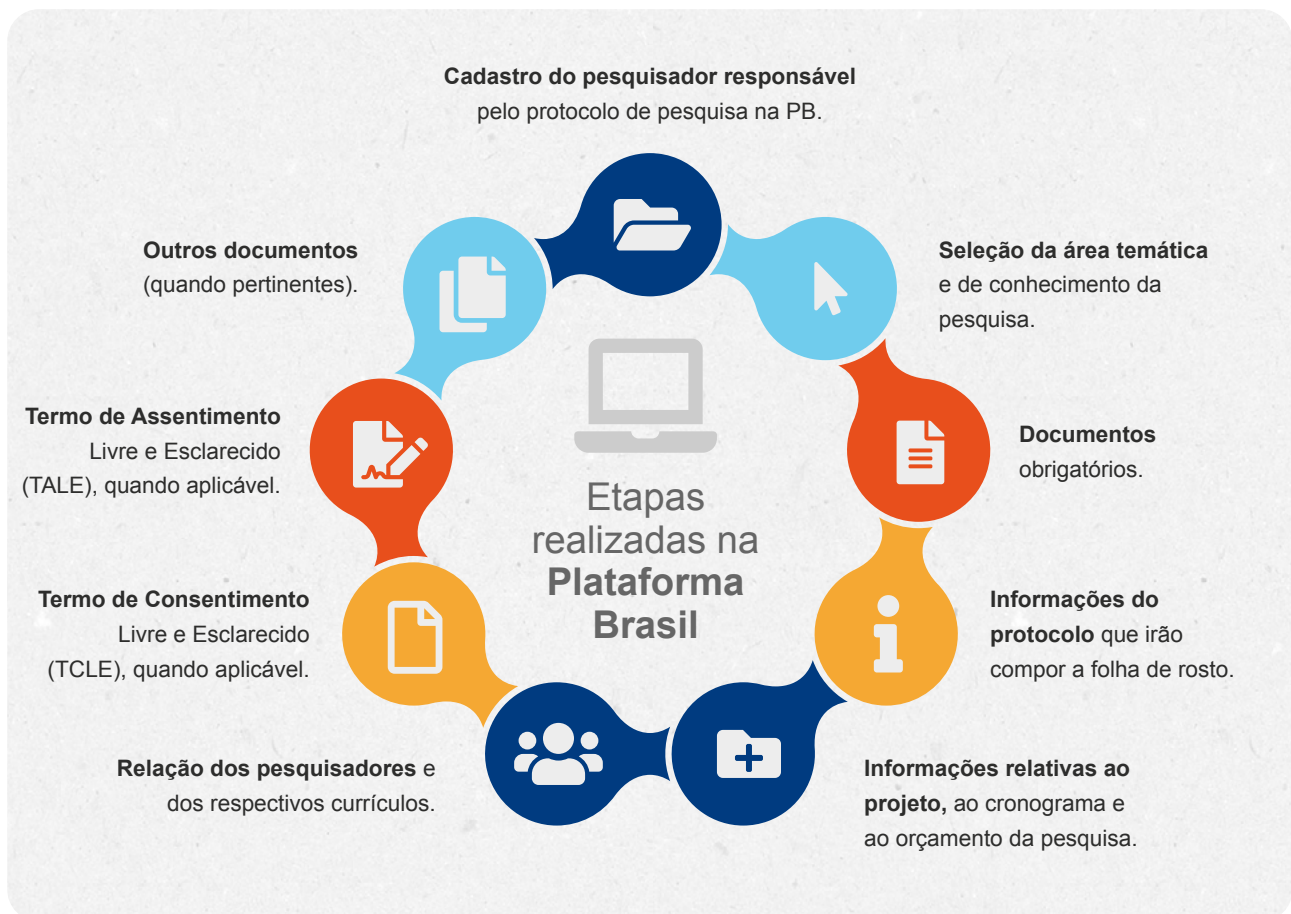 Cadastro do pesquisador responsável
pelo protocolo de pesquisa na PB.
Seleção da área temática
e de conhecimento da
pesquisa.
Documentos
obrigatórios.
Informações do
protocolo que irão
compor a folha de rosto.
Informações relativas ao
projeto, ao cronograma e
ao orçamento da pesquisa.
Relação dos pesquisadores e
dos respectivos currículos.
Termo de Consentimento
Livre e Esclarecido
(TCLE), quando aplicável.
Termo de Assentimento
Livre e Esclarecido
(TALE), quando aplicável.
Outros documentos
(quando pertinentes).
Etapas
realizadas na
Plataforma
Brasil